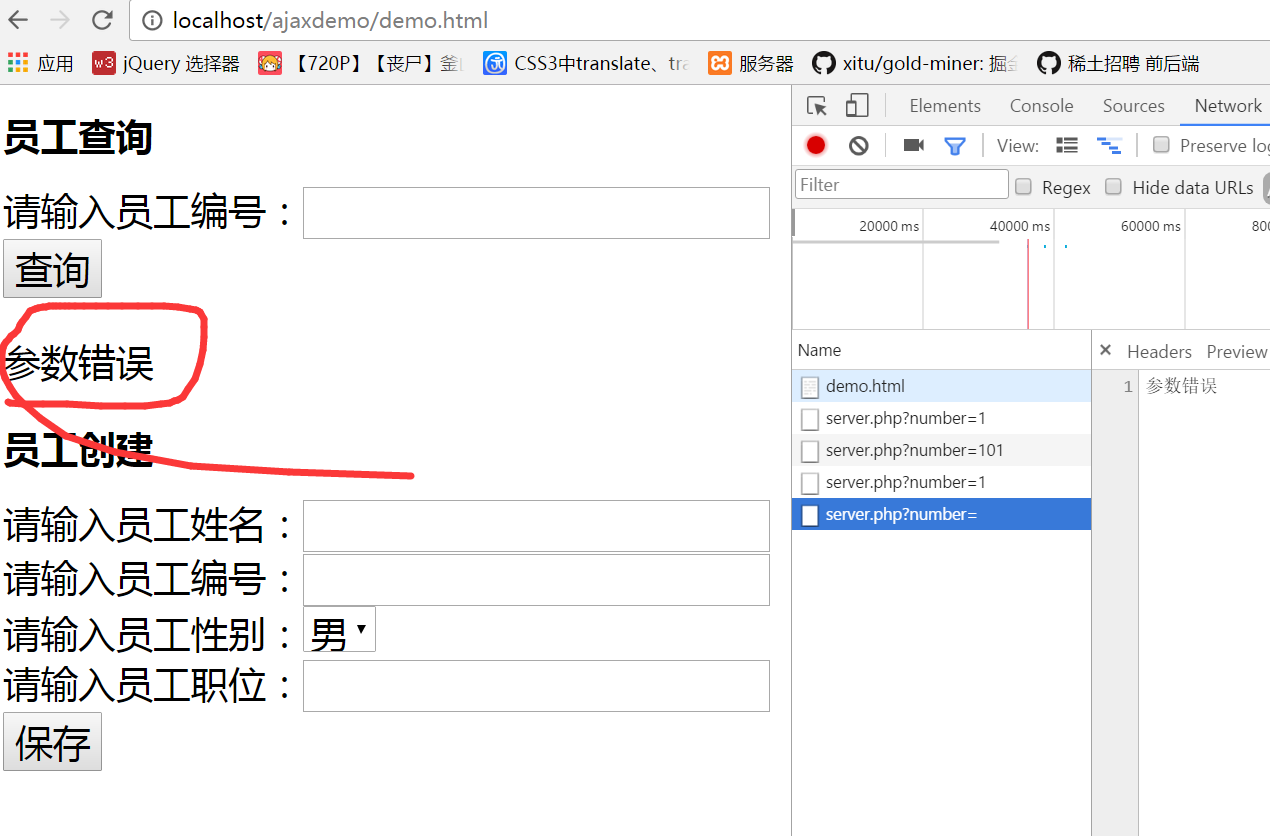 localhost/ajaxdemo/demo.html
应用 jQuery 选择器 【720P】【丧尸】釜 CSS3中translate、tra 服务器 xitu/gold-miner: 掘金 稀土招聘 前后端
Elements Console Sources Network
View: Preserve log
Filter Regex Hide data URLs
20000 ms 40000 ms 60000 ms 800
员工查询
请输入员工编号：
查询
参数错误
员工创建
请输入员工姓名：
请输入员工编号：
请输入员工性别： 男
请输入员工职位：
保存
Name
demo.html
server.php?number=1
server.php?number=101
server.php?number=1
server.php?number=
× Headers Preview
1 参数错误